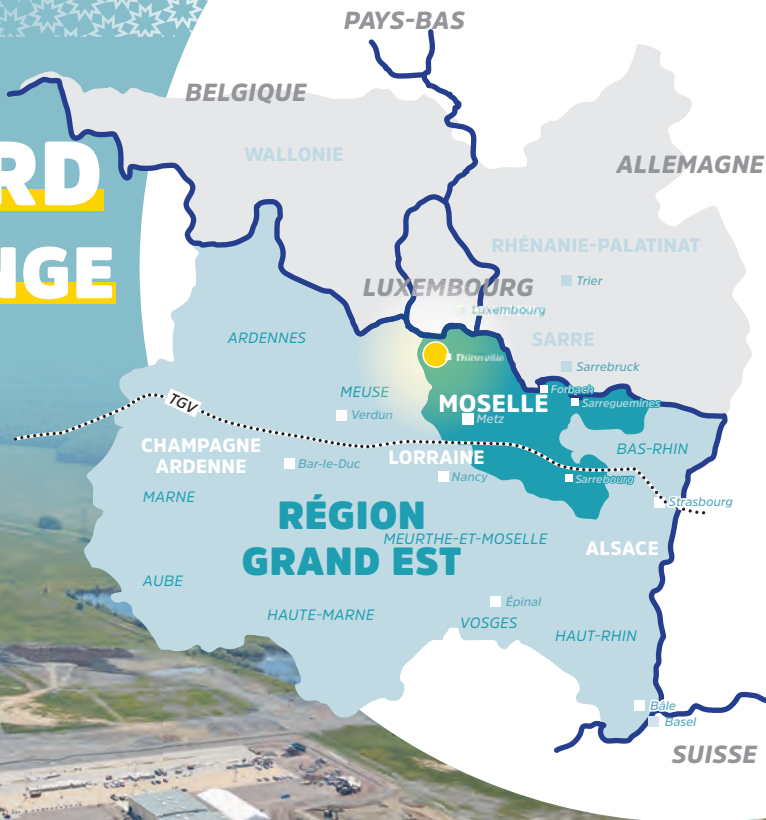 PAYS-BAS
BELGIQUE
WALLONIE
ALLEMAGNE
RD
NGE
RHÉNANIE-PALATINAT
Trier
LUXEMBOURG
Luxembourg
SARRE
ARDENNES
Thionville
Sarrebruck
MEUSE
Forbach
TGV
MOSELLE
Sarreguemines
Verdun
Metz
CHAMPAGNE
ARDENNE
LORRAINE
BAS-RHIN
Bar-le-Duc
Nancy
Sarrebourg
MARNE
Strasbourg
RÉGION
GRAND EST
MEURTHE-ET-MOSELLE
ALSACE
AUBE
Épinal
HAUTE-MARNE
VOSGES
HAUT-RHIN
Bâle
Basel
SUISSE